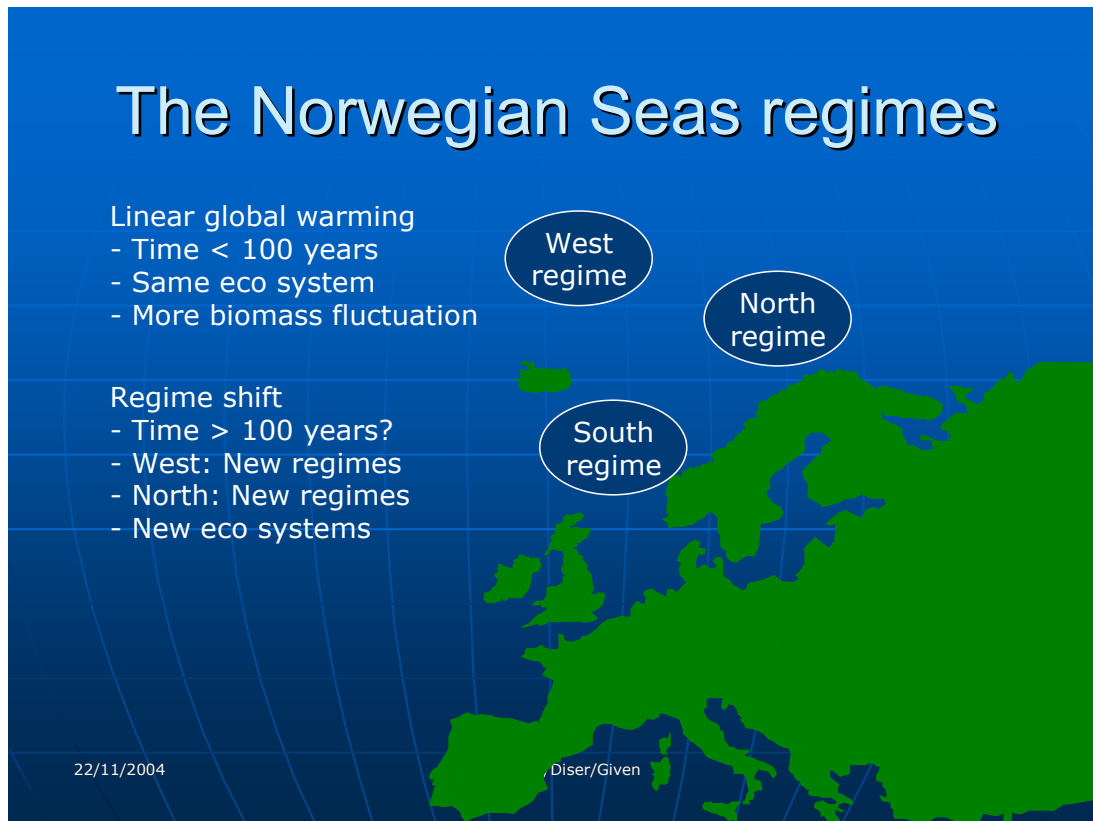 The Norwegian Seas regimes
Linear global warming
- Time < 100 years
- Same eco system
- More biomass fluctuation
Regime shift
- Time > 100 years?
- West: New regimes
- North: New regimes
- New eco systems
West
regime
North
regime
South
regime
22/11/2004
/Diser/Given